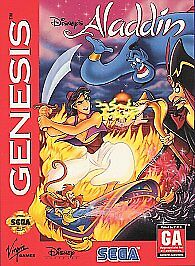 Disney's
Aladdin
GENESIS
SEGA
GA
Virgin
GAMES
Disney
SEGA